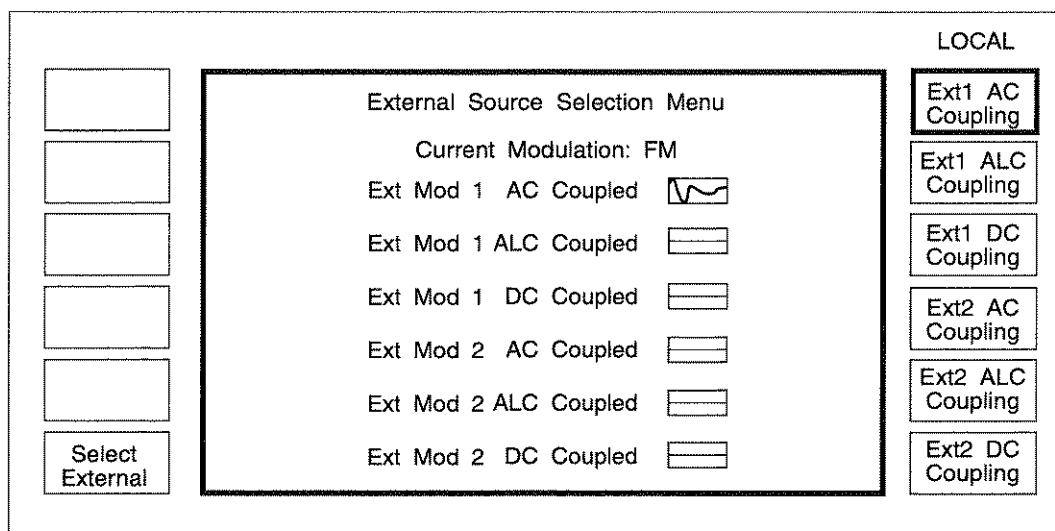 LOCAL
External Source Selection Menu
Current Modulation: FM
Ext Mod 1 AC Coupled
Ext Mod 1 ALC Coupled
Ext Mod 1 DC Coupled
Ext Mod 2 AC Coupled
Ext Mod 2 ALC Coupled
Ext Mod 2 DC Coupled
Select
External
Ext1 AC
Coupling
Ext1 ALC
Coupling
Ext1 DC
Coupling
Ext2 AC
Coupling
Ext2 ALC
Coupling
Ext2 DC
Coupling